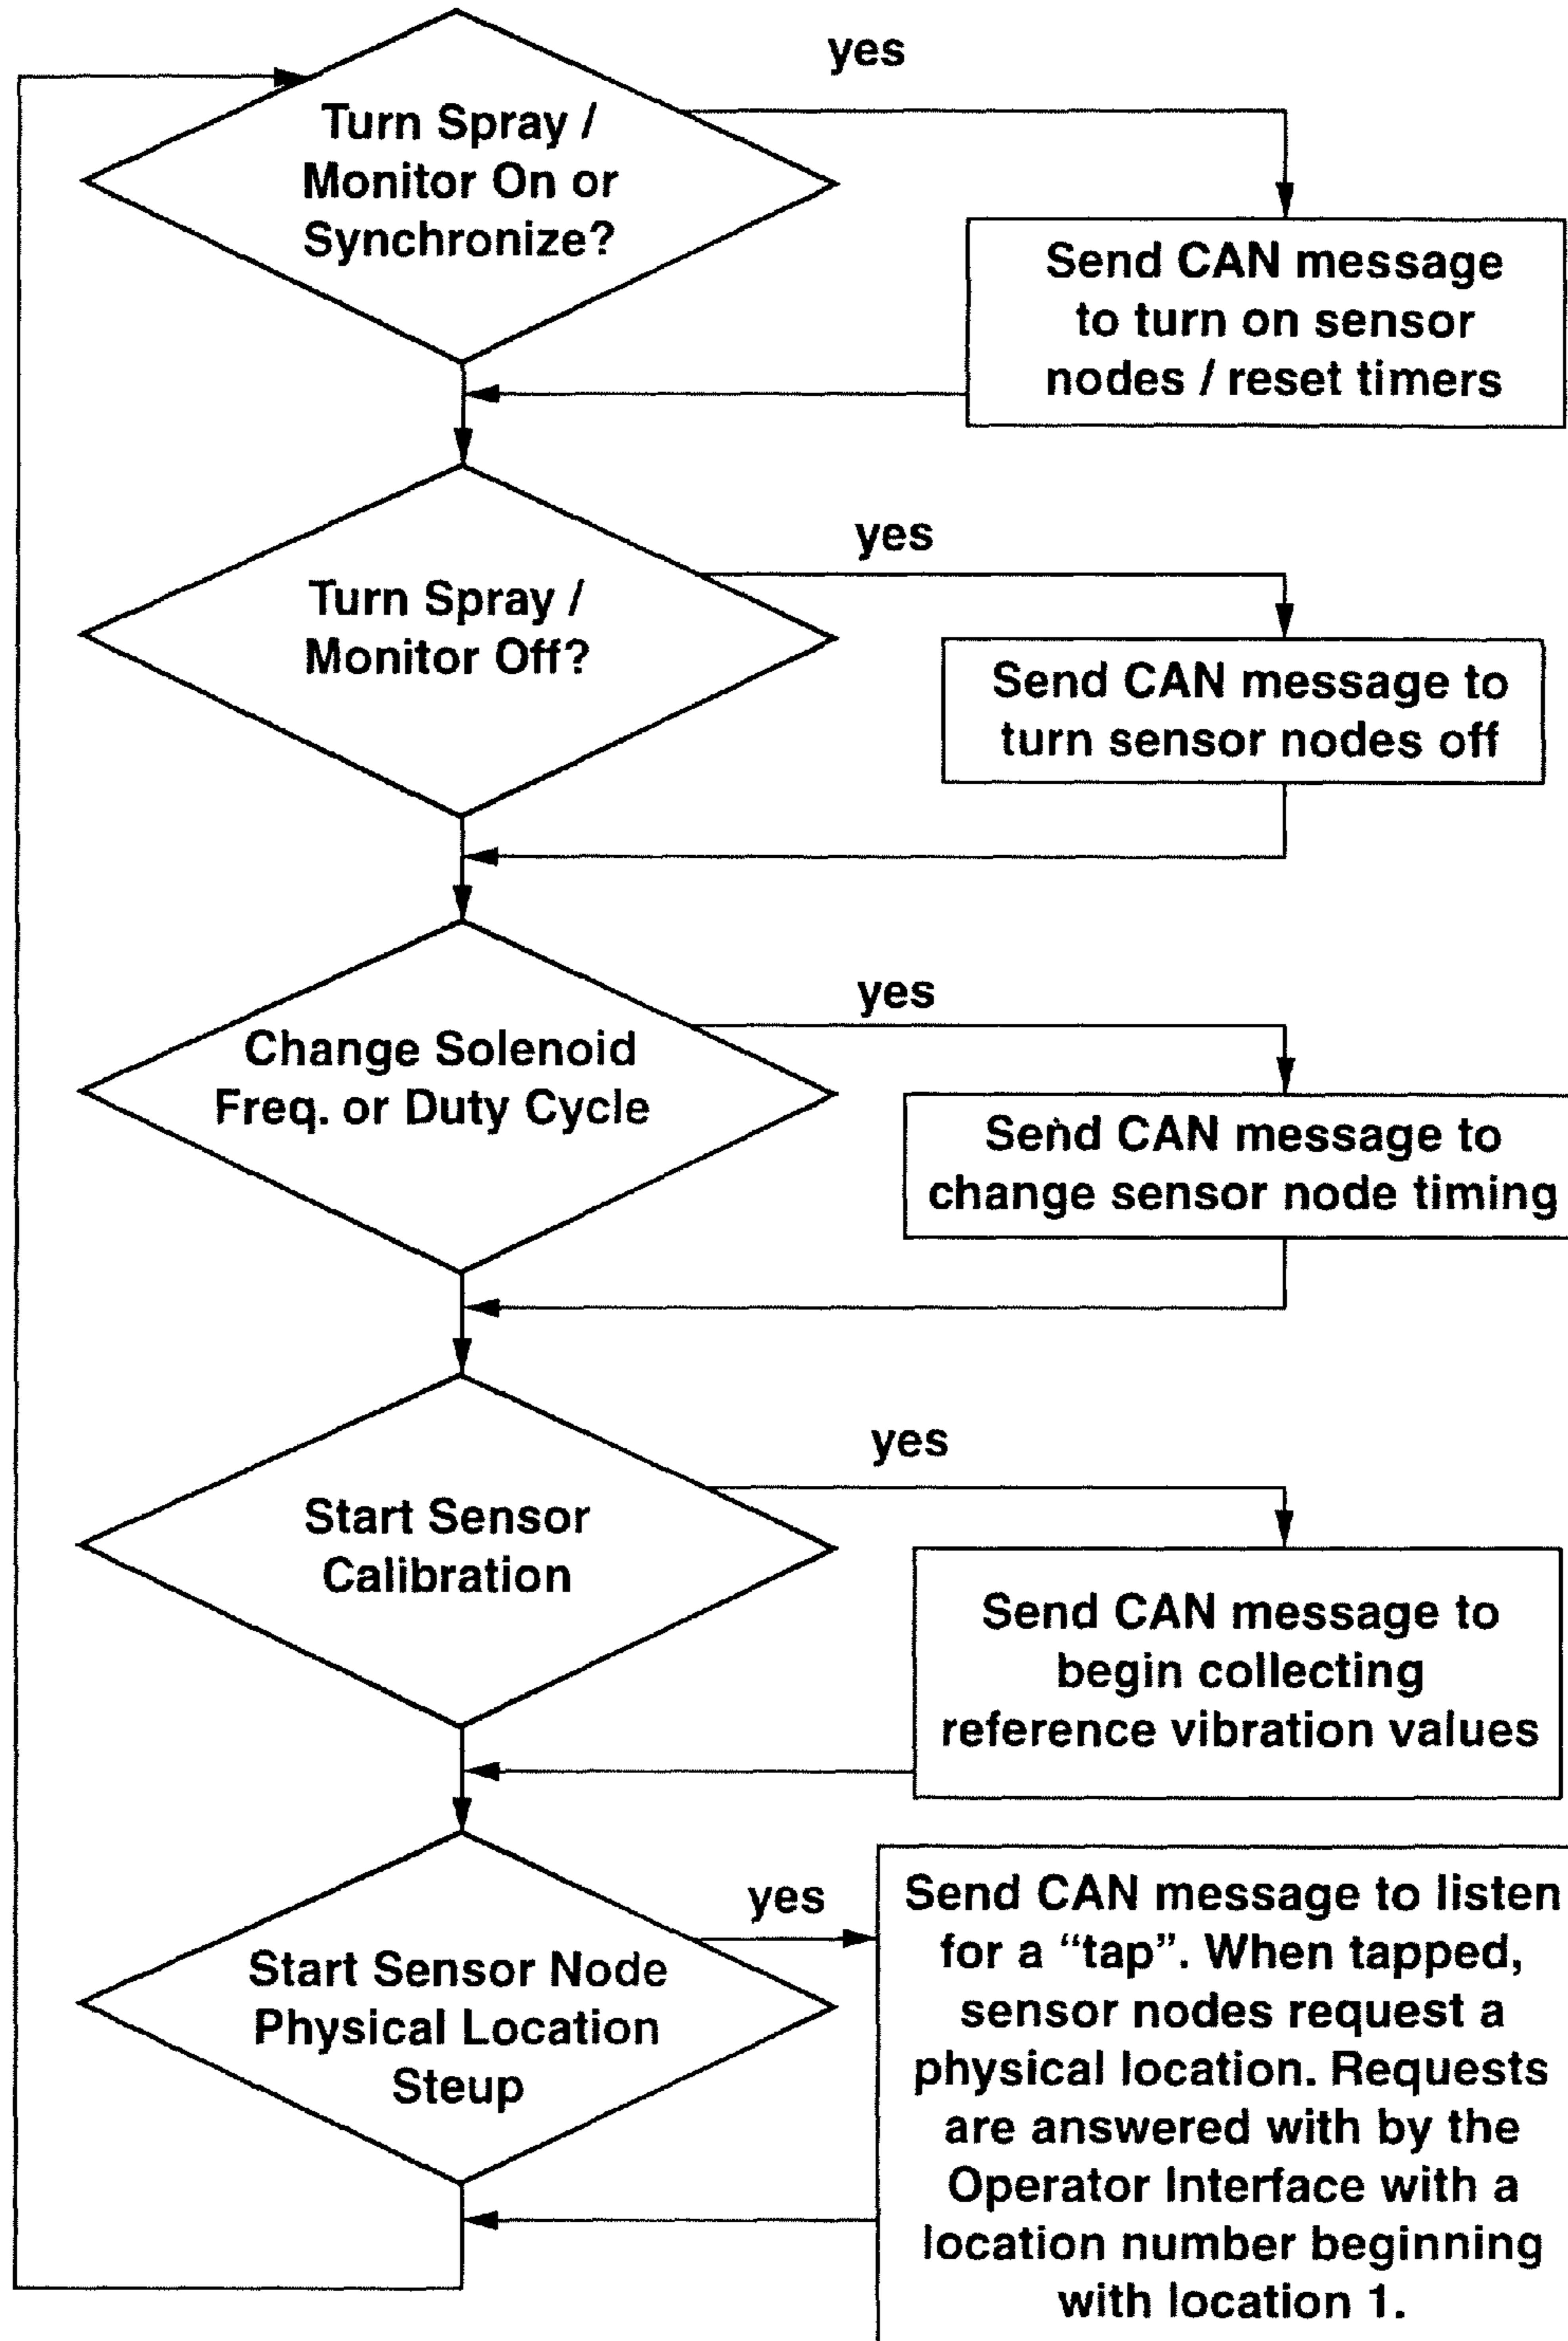 yes
Turn Spray /
Monitor On or
Synchronize?
Send CAN message
to turn on sensor
nodes / reset timers
yes
Turn Spray /
Monitor Off?
Send CAN message to
turn sensor nodes off
yes
Change Solenoid
Freq. or Duty Cycle
Send CAN message to
change sensor node timing
yes
Start Sensor
Calibration
Send CAN message to
begin collecting
reference vibration values
yes
Start Sensor Node
Physical Location
Steup
Send CAN message to listen
for a “tap”. When tapped,
sensor nodes request a
physical location. Requests
are answered with by the
Operator Interface with a
location number beginning
with location 1.